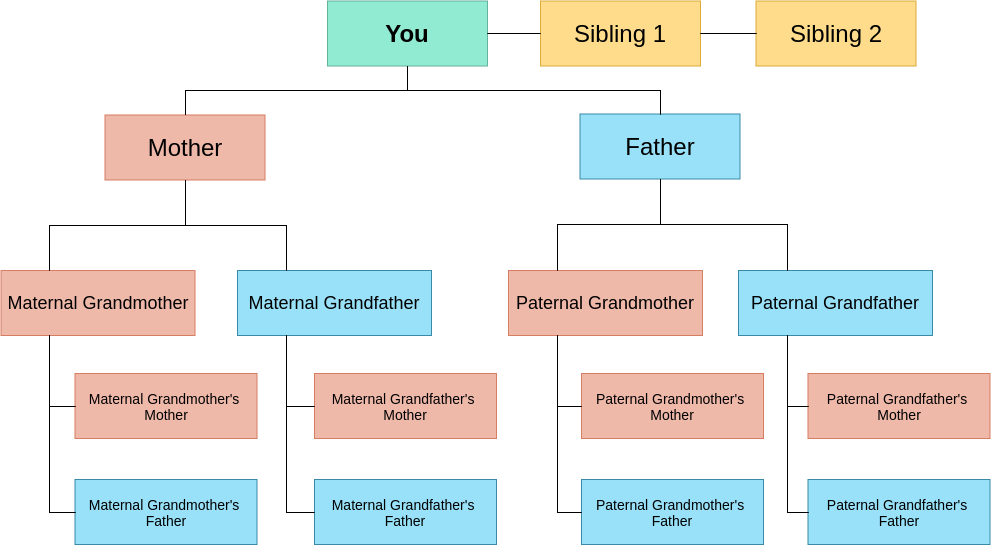 You
Sibling 1
Sibling 2
Mother
Father
Maternal Grandmother
Maternal Grandfather
Paternal Grandmother
Paternal Grandfather
Maternal Grandmother's
Mother
Maternal Grandfather's
Mother
Paternal Grandmother's
Mother
Paternal Grandfather's
Mother
Maternal Grandmother's
Father
Maternal Grandfather's
Father
Paternal Grandmother's
Father
Paternal Grandfather's
Father